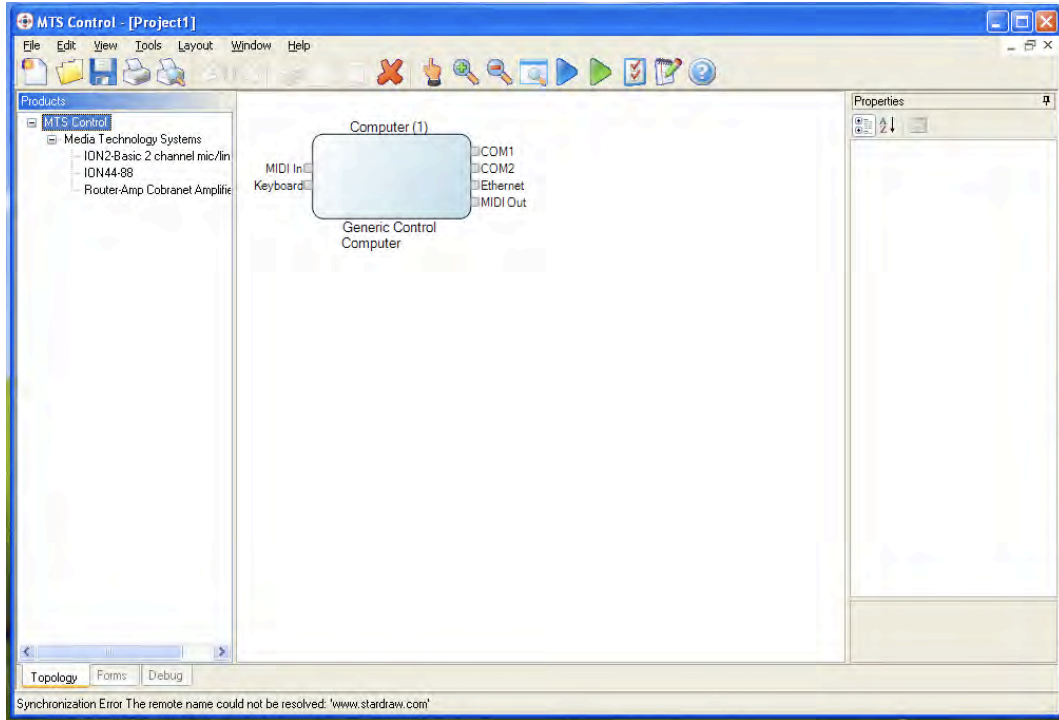 MTS Control - [Project1]
File Edit View Tools Layout Window Help
Products
MTS Control
Media Technology Systems
ION2-Basic 2 channel mic/lin
ION44-88
Router-Amp Cobranet Amplifie
Computer (1)
MIDI In
Keyboard
COM1
COM2
Ethernet
MIDI Out
Generic Control
Computer
Properties
Topology Forms Debug
Synchronization Error The remote name could not be resolved: 'www.stardraw.com'